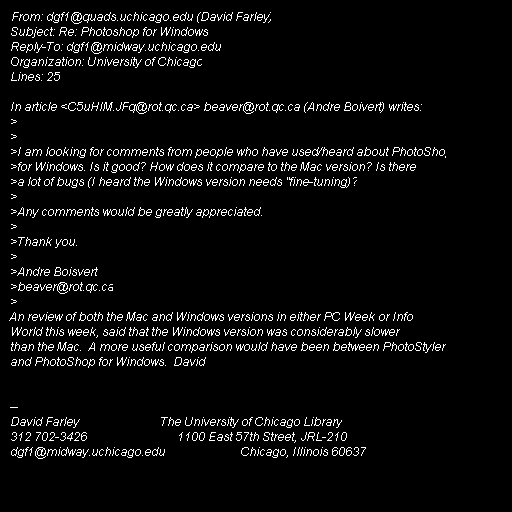 From: dgf1@quads.uchicago.edu (David Farley)
Subject: Re: Photoshop for Windows
Reply-To: dgf1@midway.uchicago.edu
Organization: University of Chicago
Lines: 25

In article <C5uHIM.JFq@rot.qc.ca> beaver@rot.qc.ca (Andre Boivert) writes:
>
>
>I am looking for comments from people who have used/heard about PhotoSho
>for Windows. Is it good? How does it compare to the Mac version? Is there
>a lot of bugs (I heard the Windows version needs "fine-tuning)?
>
>Any comments would be greatly appreciated.
>
>Thank you.
>
>Andre Boisvert
>beaver@rot.qc.ca
>
An review of both the Mac and Windows versions in either PC Week or Info
World this week, said that the Windows version was considerably slower
than the Mac.  A more useful comparison would have been between PhotoStyler
and PhotoShop for Windows.  David

--
David Farley                    The University of Chicago Library
312 702-3426                    1100 East 57th Street, JRL-210
dgf1@midway.uchicago.edu        Chicago, Illinois 60637